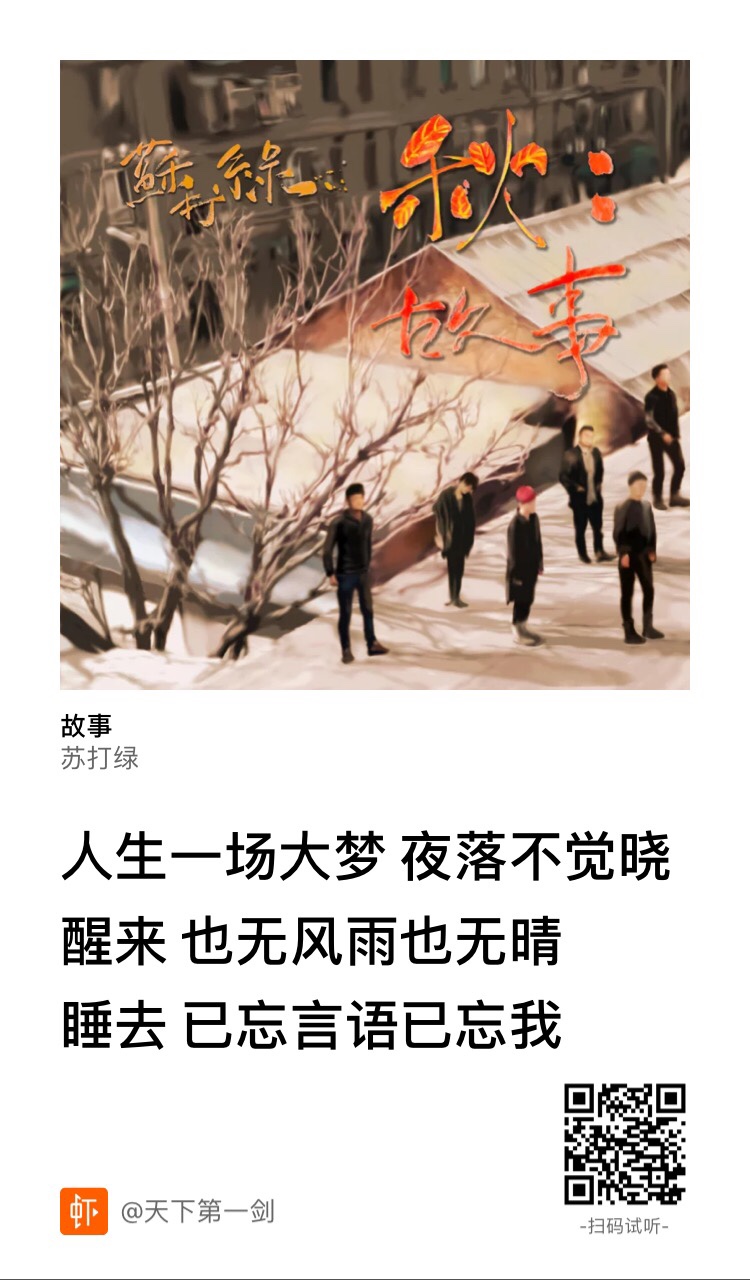 蘇打綠
秋：
故事
故事
苏打绿
人生一场大梦 夜落不觉晓
醒来 也无风雨也无晴
睡去 已忘言语已忘我
虾
@天下第一剑
-扫码试听-